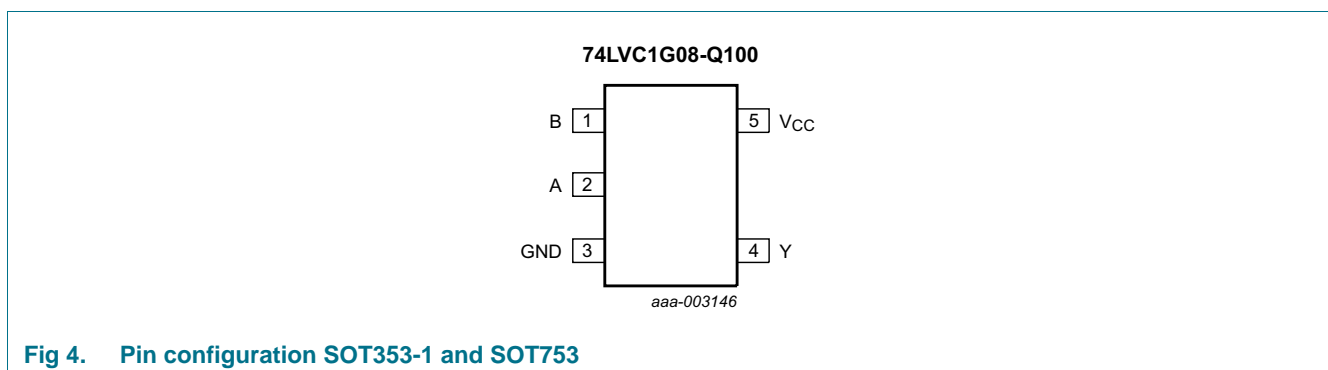 74LVC1G08-Q100
B 1 5 VCC
A 2
GND 3 4 Y
aaa-003146
Fig 4. Pin configuration SOT353-1 and SOT753